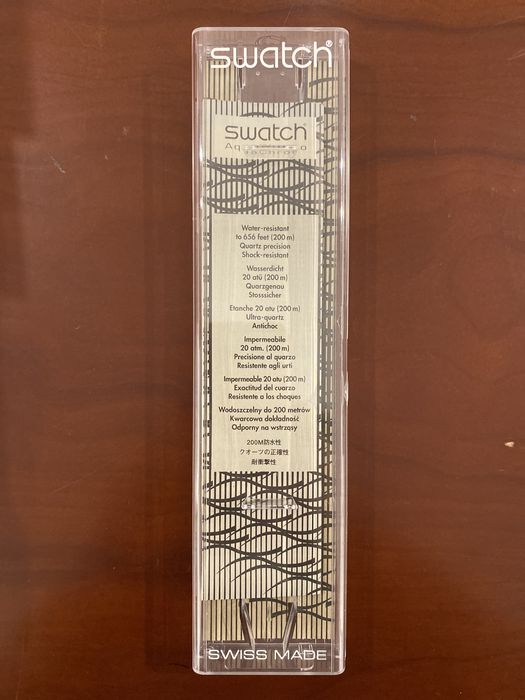 swatch®
swatch®
Water-resistant
to 656 feet (200 m)
Quartz precision
Shock-resistant
Wasserdicht
20 atü (200 m)
Quarzgenau
Stosssicher
Etanche 20 atu (200 m)
Ultra-quartz
Antichoc
Impermeabile
20 atm. (200 m)
Precisione al quarzo
Resistente agli urti
Impermeable 20 atu (200 m)
Exactitud del cuarzo
Resistente a los choques
Wodoszczelny do 200 metrów
Kwarcowa dokładność
Odporny na wstrząsy
200M防水性
クオーツの正確性
耐衝撃性
SWISS MADE